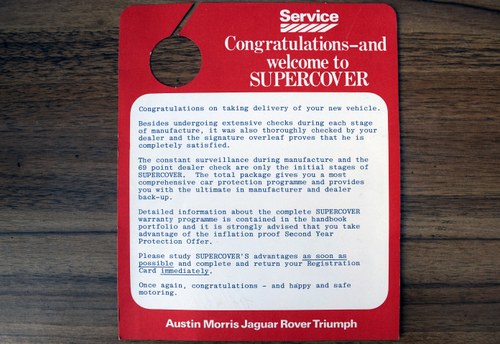 Service
Congratulations–and
welcome to
SUPERCOVER
Congratulations on taking delivery of your new vehicle.
Besides undergoing extensive checks during each stage
of manufacture, it was also thoroughly checked by your
dealer and the signature overleaf proves that he is
completely satisfied.
The constant surveillance during manufacture and the
69 point dealer check are only the initial stages of
SUPERCOVER. The total package gives you a most
comprehensive car protection programme and provides
you with the ultimate in manufacturer and dealer
back-up.
Detailed information about the complete SUPERCOVER
warranty programme is contained in the handbook
portfolio and it is strongly advised that you take
advantage of the inflation proof Second Year
Protection Offer.
Please study SUPERCOVER'S advantages as soon as
possible and complete and return your Registration
Card immediately.
Once again, congratulations - and happy and safe
motoring.
Austin Morris Jaguar Rover Triumph